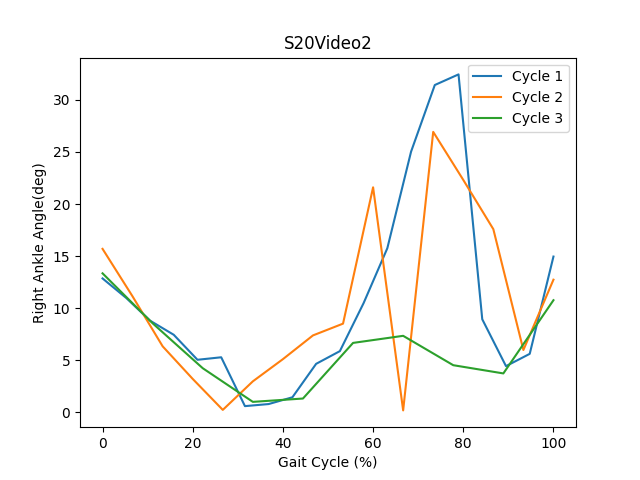 S20Video2
Cycle 1
Cycle 2
Cycle 3
Right Ankle Angle(deg)
30
25
20
15
10
5
0
0 20 40 60 80 100
Gait Cycle (%)